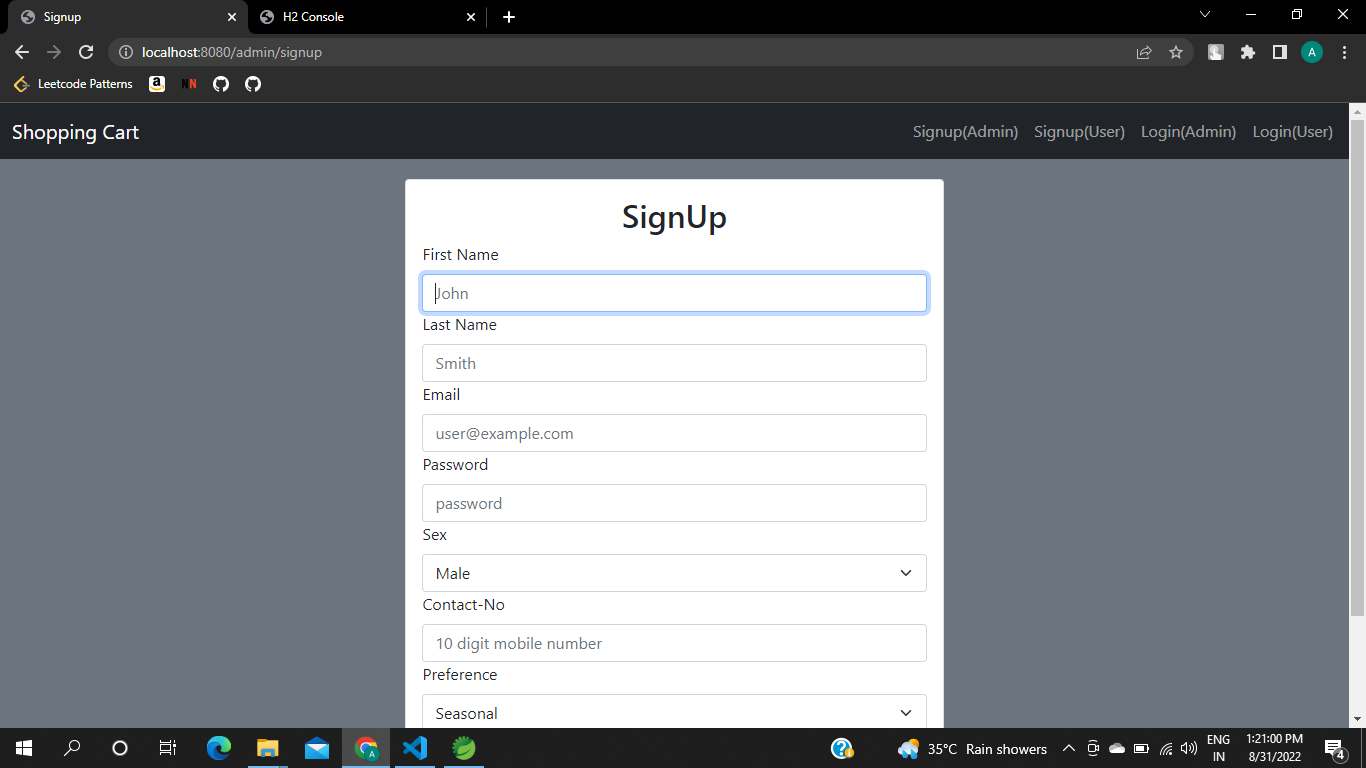 Signup
H2 Console
localhost:8080/admin/signup
A
Leetcode Patterns
a
NN
Shopping Cart
Signup(Admin) Signup(User) Login(Admin) Login(User)
SignUp
First Name
John
Last Name
Smith
Email
user@example.com
Password
password
Sex
Male
Contact-No
10 digit mobile number
Preference
Seasonal
A
35°C Rain showers
ENG
IN
1:21:00 PM
8/31/2022
4